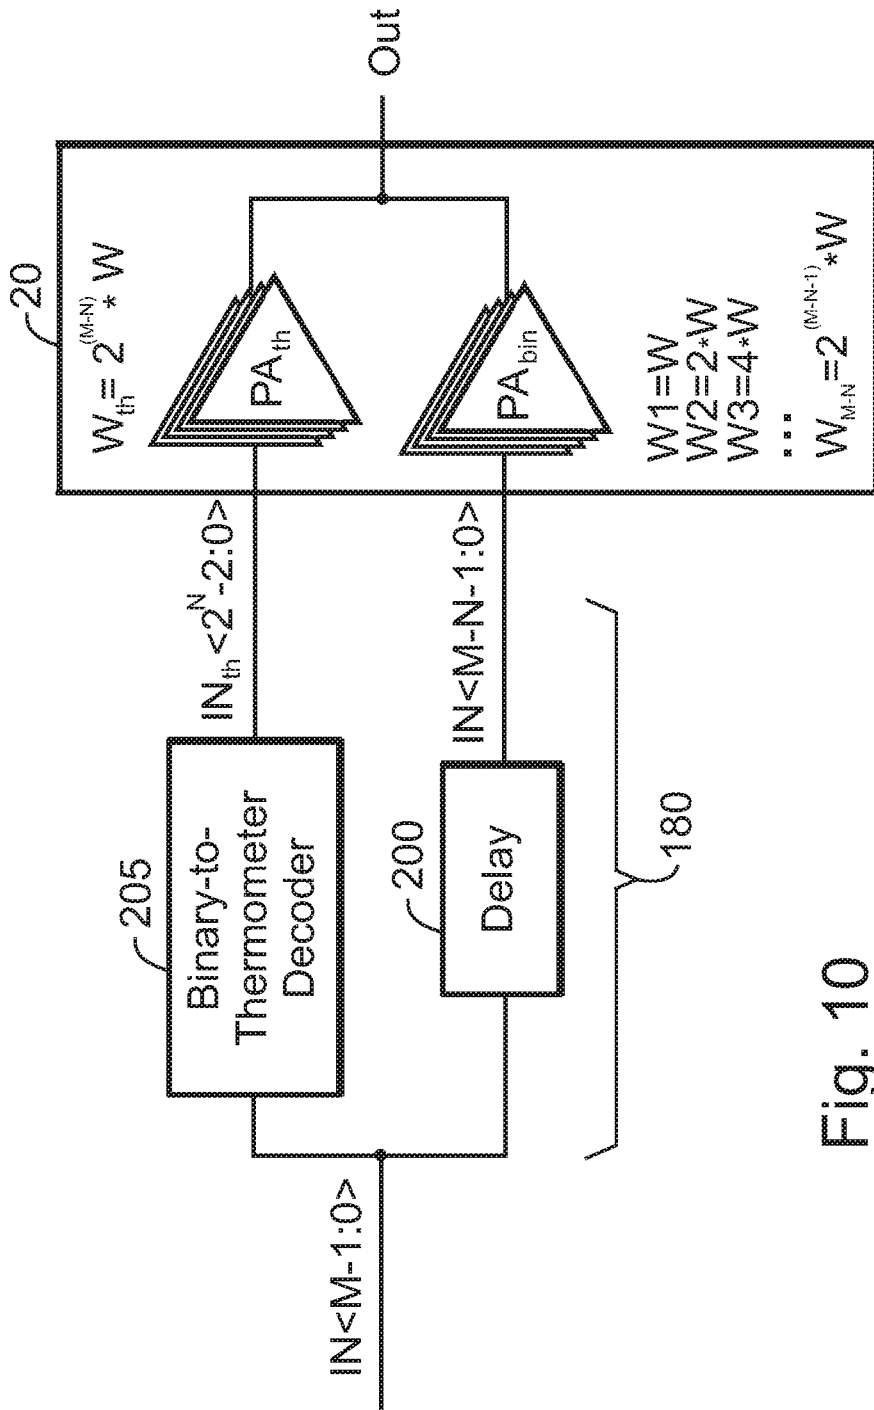 20
W_th = 2^(M-N) * W
PA_th
Out
IN_th <2^N-2:0>
205
Binary-to-
Thermometer
Decoder
IN<M-1:0>
IN<M-N-1:0>
PA_bin
200
Delay
W1=W
W2=2*W
W3=4*W
...
W_M-N =2^(M-N-1) *W
180
Fig. 10